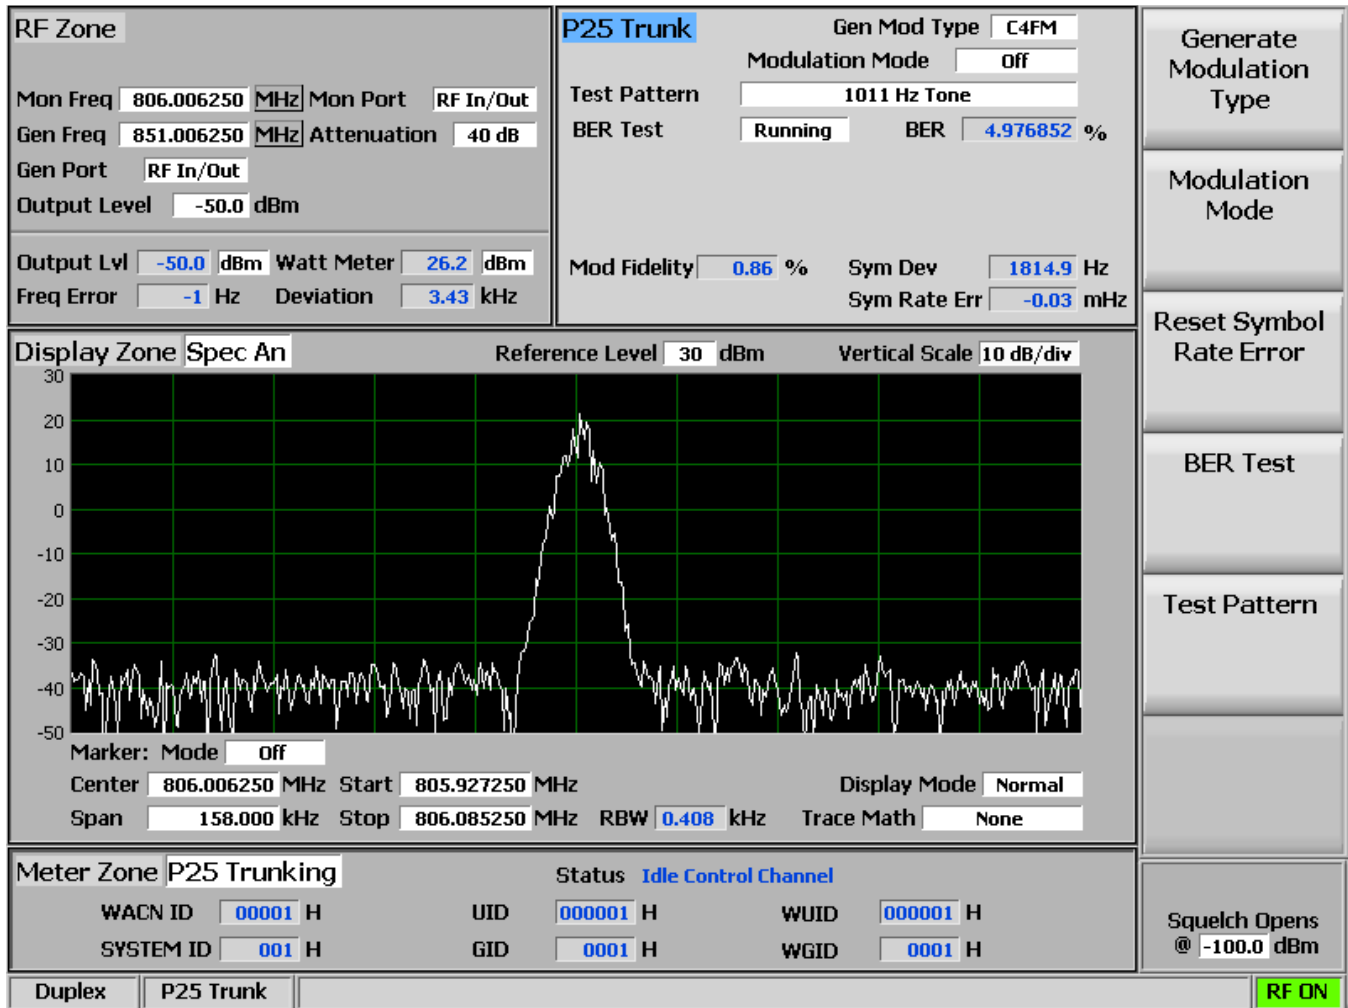 RF Zone
Mon Freq 806.006250 MHz Mon Port RF In/Out
Gen Freq 851.006250 MHz Attenuation 40 dB
Gen Port RF In/Out
Output Level -50.0 dBm
Output Lvl -50.0 dBm Watt Meter 26.2 dBm
Freq Error -1 Hz Deviation 3.43 kHz
P25 Trunk Gen Mod Type C4FM
Modulation Mode Off
Test Pattern 1011 Hz Tone
BER Test Running BER 4.976852 %
Mod Fidelity 0.86 % Sym Dev 1814.9 Hz
Sym Rate Err -0.03 mHz
Display Zone Spec An Reference Level 30 dBm Vertical Scale 10 dB/div
30
20
10
0
-10
-20
-30
-40
-50
Marker: Mode Off
Center 806.006250 MHz Start 805.927250 MHz Display Mode Normal
Span 158.000 kHz Stop 806.085250 MHz RBW 0.408 kHz Trace Math None
Meter Zone P25 Trunking Status Idle Control Channel
WACN ID 00001 H UID 000001 H WUID 000001 H
SYSTEM ID 001 H GID 0001 H WGID 0001 H
Duplex P25 Trunk
Generate
Modulation
Type
Modulation
Mode
Reset Symbol
Rate Error
BER Test
Test Pattern
Squelch Opens
@ -100.0 dBm
RF ON